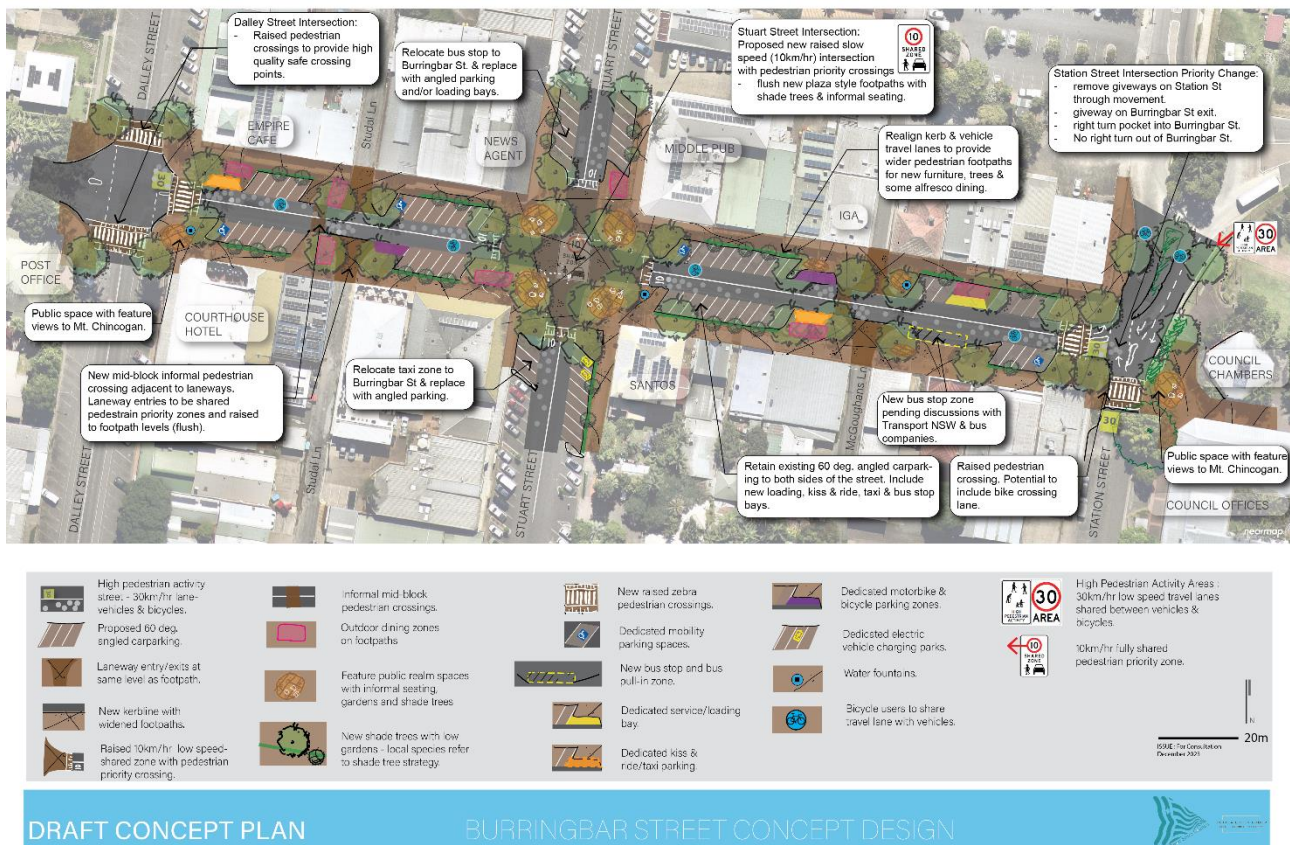 DALLEY STREET
Dalley Street Intersection:
- Raised pedestrian
crossings to provide high
quality safe crossing
points.
Relocate bus stop to
Burringbar St. & replace
with angled parking
and/or loading bays.
STUART STREET
Stuart Street Intersection:
Proposed new raised slow
speed (10km/hr) intersection
with pedestrian priority crossings
- flush new plaza style footpaths with
shade trees & informal seating.
10
SHARED
ZONE
Station Street Intersection Priority Change:
- remove giveways on Station St
through movement.
- giveway on Burringbar St exit.
- right turn pocket into Burringbar St.
- No right turn out of Burringbar St.
Realign kerb & vehicle
travel lanes to provide
wider pedestrian footpaths
for new furniture, trees &
some alfresco dining.
EMPIRE
CAFE
Studal Ln
NEWS
AGENT
MIDDLE PUB
IGA
30
AREA
POST
OFFICE
Public space with feature
views to Mt. Chincogan.
COURTHOUSE
HOTEL
New mid-block informal pedestrian
crossing adjacent to laneways.
Laneway entries to be shared
pedestrain priority zones and raised
to footpath levels (flush).
Relocate taxi zone to
Burringbar St & replace
with angled parking.
SANTOS
McGoughans Ln
New bus stop zone
pending discussions with
Transport NSW & bus
companies.
COUNCIL
CHAMBERS
Retain existing 60 deg. angled carpark-
ing to both sides of the street. Include
new loading, kiss & ride, taxi & bus stop
bays.
Raised pedestrian
crossing. Potential to
include bike crossing
lane.
Public space with feature
views to Mt. Chincogan.
DALLEY STREET
Studal Ln
STUART STREET
STATION STREET
30
COUNCIL OFFICES
nearmap
High pedestrian activity
street - 30km/hr lane-
vehicles & bicycles.
Proposed 60 deg.
angled carparking.
Laneway entry/exits at
same level as footpath.
New kerbline with
widened footpaths.
Raised 10km/hr low speed-
shared zone with pedestrian
priority crossing.
Informal mid-block
pedestrian crossings.
Outdoor dining zones
on footpaths
Feature public realm spaces
with informal seating,
gardens and shade trees
New shade trees with low
gardens - local species refer
to shade tree strategy.
New raised zebra
pedestrian crossings.
Dedicated mobility
parking spaces.
New bus stop and bus
pull-in zone.
Dedicated service/loading
bay.
Dedicated kiss &
ride/taxi parking.
Dedicated motorbike &
bicycle parking zones.
Dedicated electric
vehicle charging parks.
Water fountains.
Bicycle users to share
travel lane with vehicles.
HIGH
PEDESTRIAN
ACTIVITY
30
AREA
High Pedestrian Activity Areas :
30km/hr low speed travel lanes
shared between vehicles &
bicycles.
10
SHARED
ZONE
10km/hr fully shared
pedestrian priority zone.
N
20m
ISSUE: For Consultation
December 2021
DRAFT CONCEPT PLAN
BURRINGBAR STREET CONCEPT DESIGN